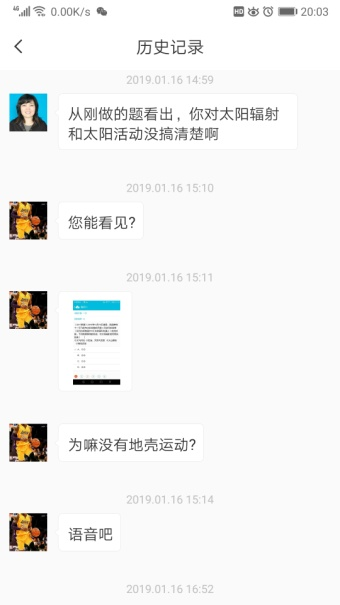 4G 0.00K/s HD 20:03
历史记录
2019.01.16 14:59
从刚做的题看出，你对太阳辐射
和太阳活动没搞清楚啊
2019.01.16 15:10
您能看见?
2019.01.16 15:11
为嘛没有地壳运动?
2019.01.16 15:14
语音吧
2019.01.16 16:52